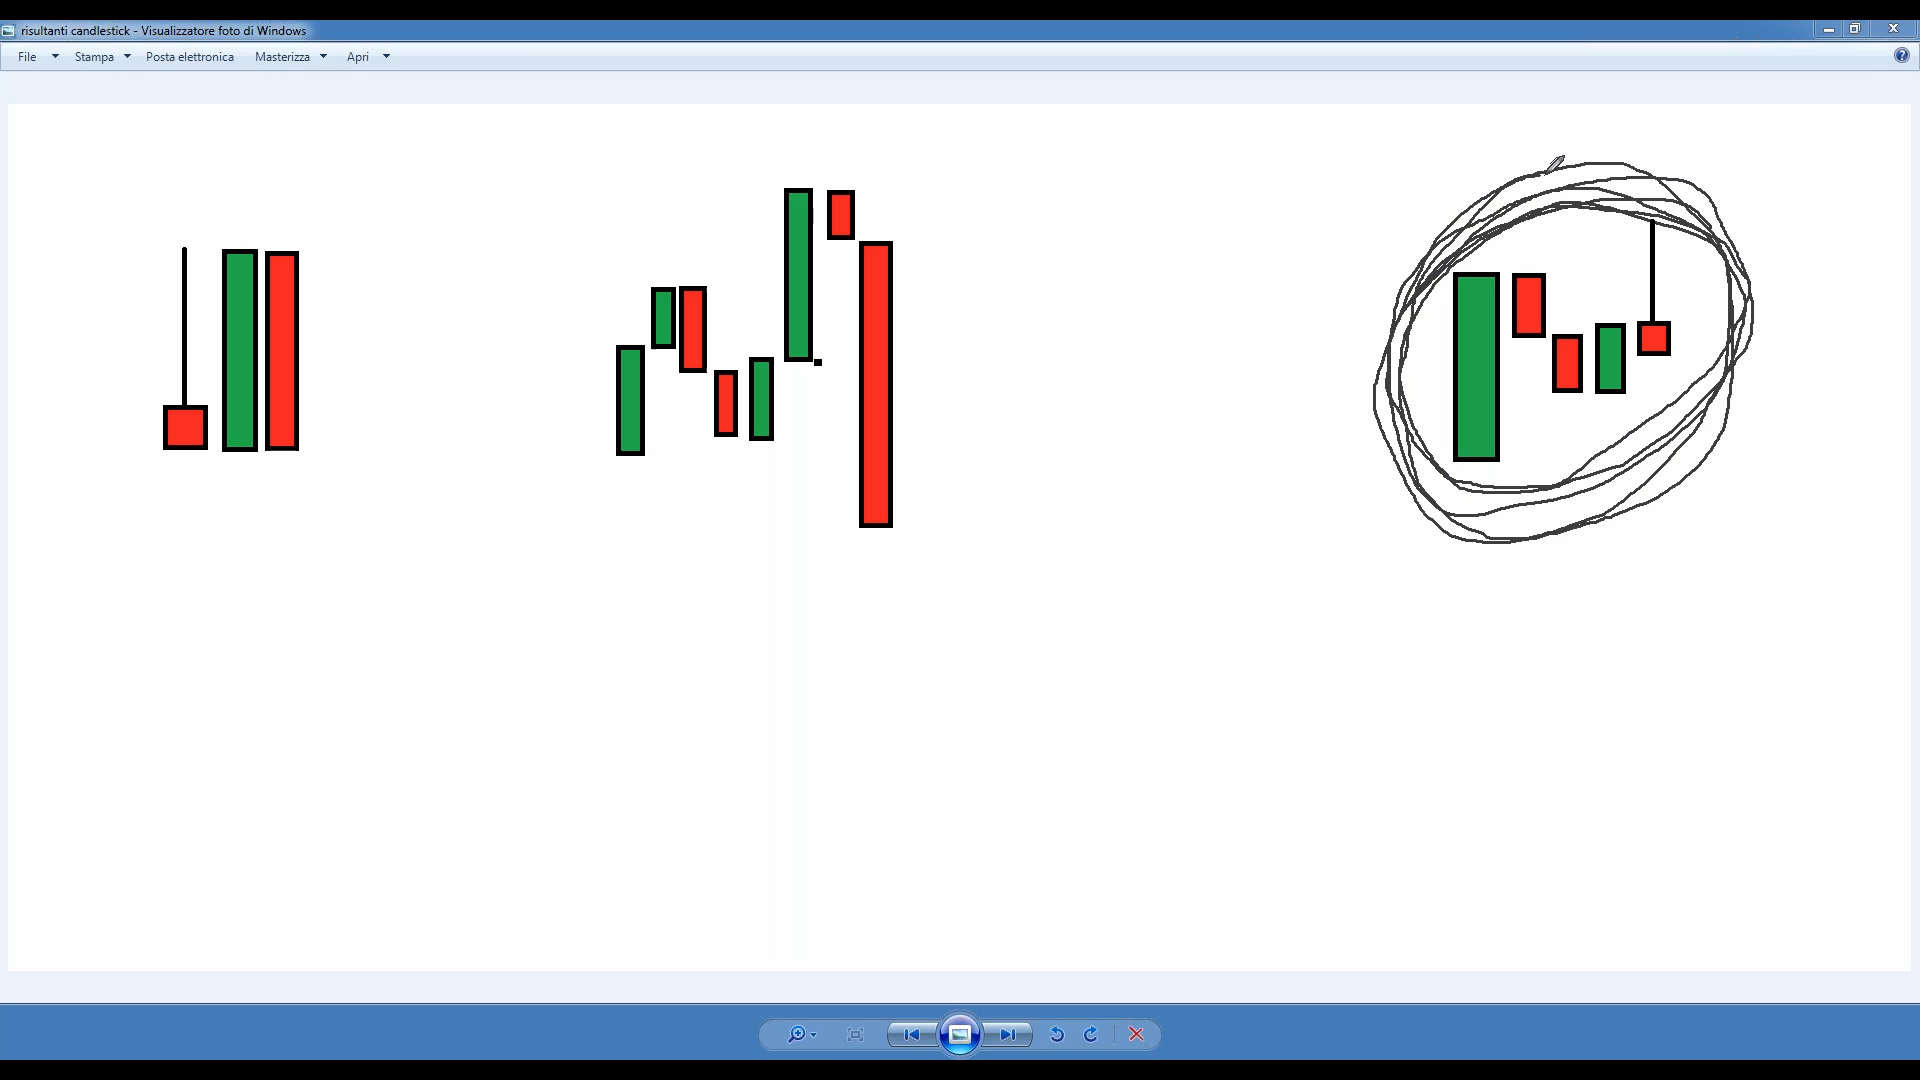 risultanti candlestick - Visualizzatore foto di Windows
File Stampa Posta elettronica Masterizza Apri